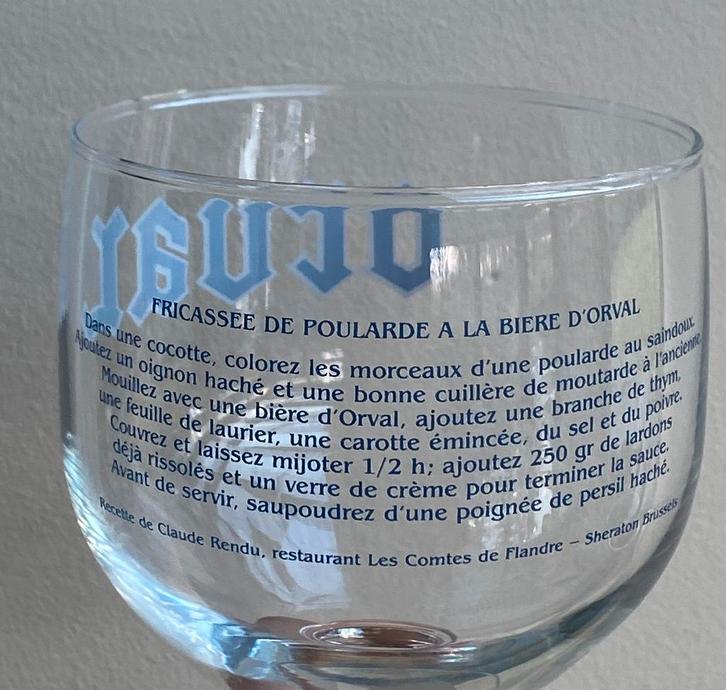 Orval
FRICASSEE DE POULARDE A LA BIERE D'ORVAL
Dans une cocotte, colorez les morceaux d'une poularde au saindoux.
Ajoutez un oignon haché et une bonne cuillère de moutarde à l'ancienne.
Mouillez avec une bière d'Orval, ajoutez une branche de thym,
une feuille de laurier, une carotte émincée, du sel et du poivre.
Couvrez et laissez mijoter 1/2 h; ajoutez 250 gr de lardons
déjà rissolés et un verre de crème pour terminer la sauce.
Avant de servir, saupoudrez d'une poignée de persil haché.
Recette de Claude Rendu, restaurant Les Comtes de Flandre – Sheraton Brussels